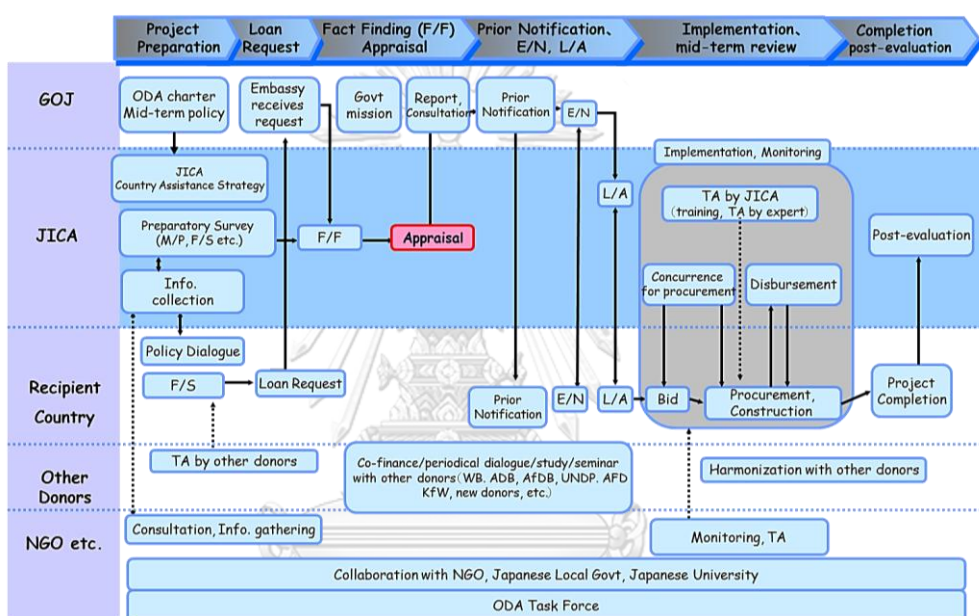 Project
Preparation
Loan
Request
Fact Finding (F/F)
Appraisal
Prior Notification、
E/N, L/A
Implementation、
mid-term review
Completion
post-evaluation
GOJ
ODA charter
Mid-term policy
Embassy
receives
request
Govt
mission
Report,
Consultation
Prior
Notification
E/N
Implementation, Monitoring
JICA
JICA
Country Assistance Strategy
L/A
TA by JICA
(training, TA by expert)
Preparatory Survey
(M/P, F/S etc.)
F/F
Appraisal
Post-evaluation
Info.
collection
Concurrence
for procurement
Disbursement
Recipient
Country
Policy Dialogue
F/S
Loan Request
Prior
Notification
E/N
L/A
Bid
Procurement,
Construction
Project
Completion
Other
Donors
TA by other donors
Co-finance/periodical dialogue/study/seminar
with other donors(WB. ADB, AfDB, UNDP. AFD
KfW, new donors, etc.)
Harmonization with other donors
NGO etc.
Consultation, Info. gathering
Monitoring, TA
Collaboration with NGO, Japanese Local Govt, Japanese University
ODA Task Force